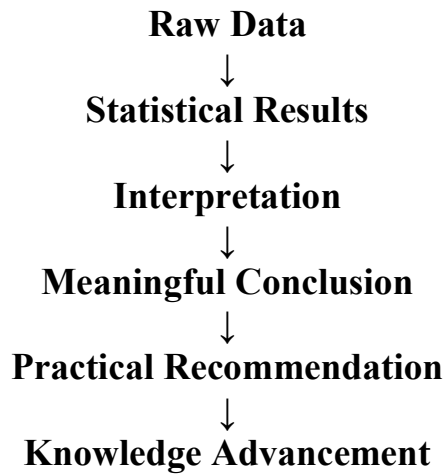 Raw Data
↓
Statistical Results
↓
Interpretation
↓
Meaningful Conclusion
↓
Practical Recommendation
↓
Knowledge Advancement